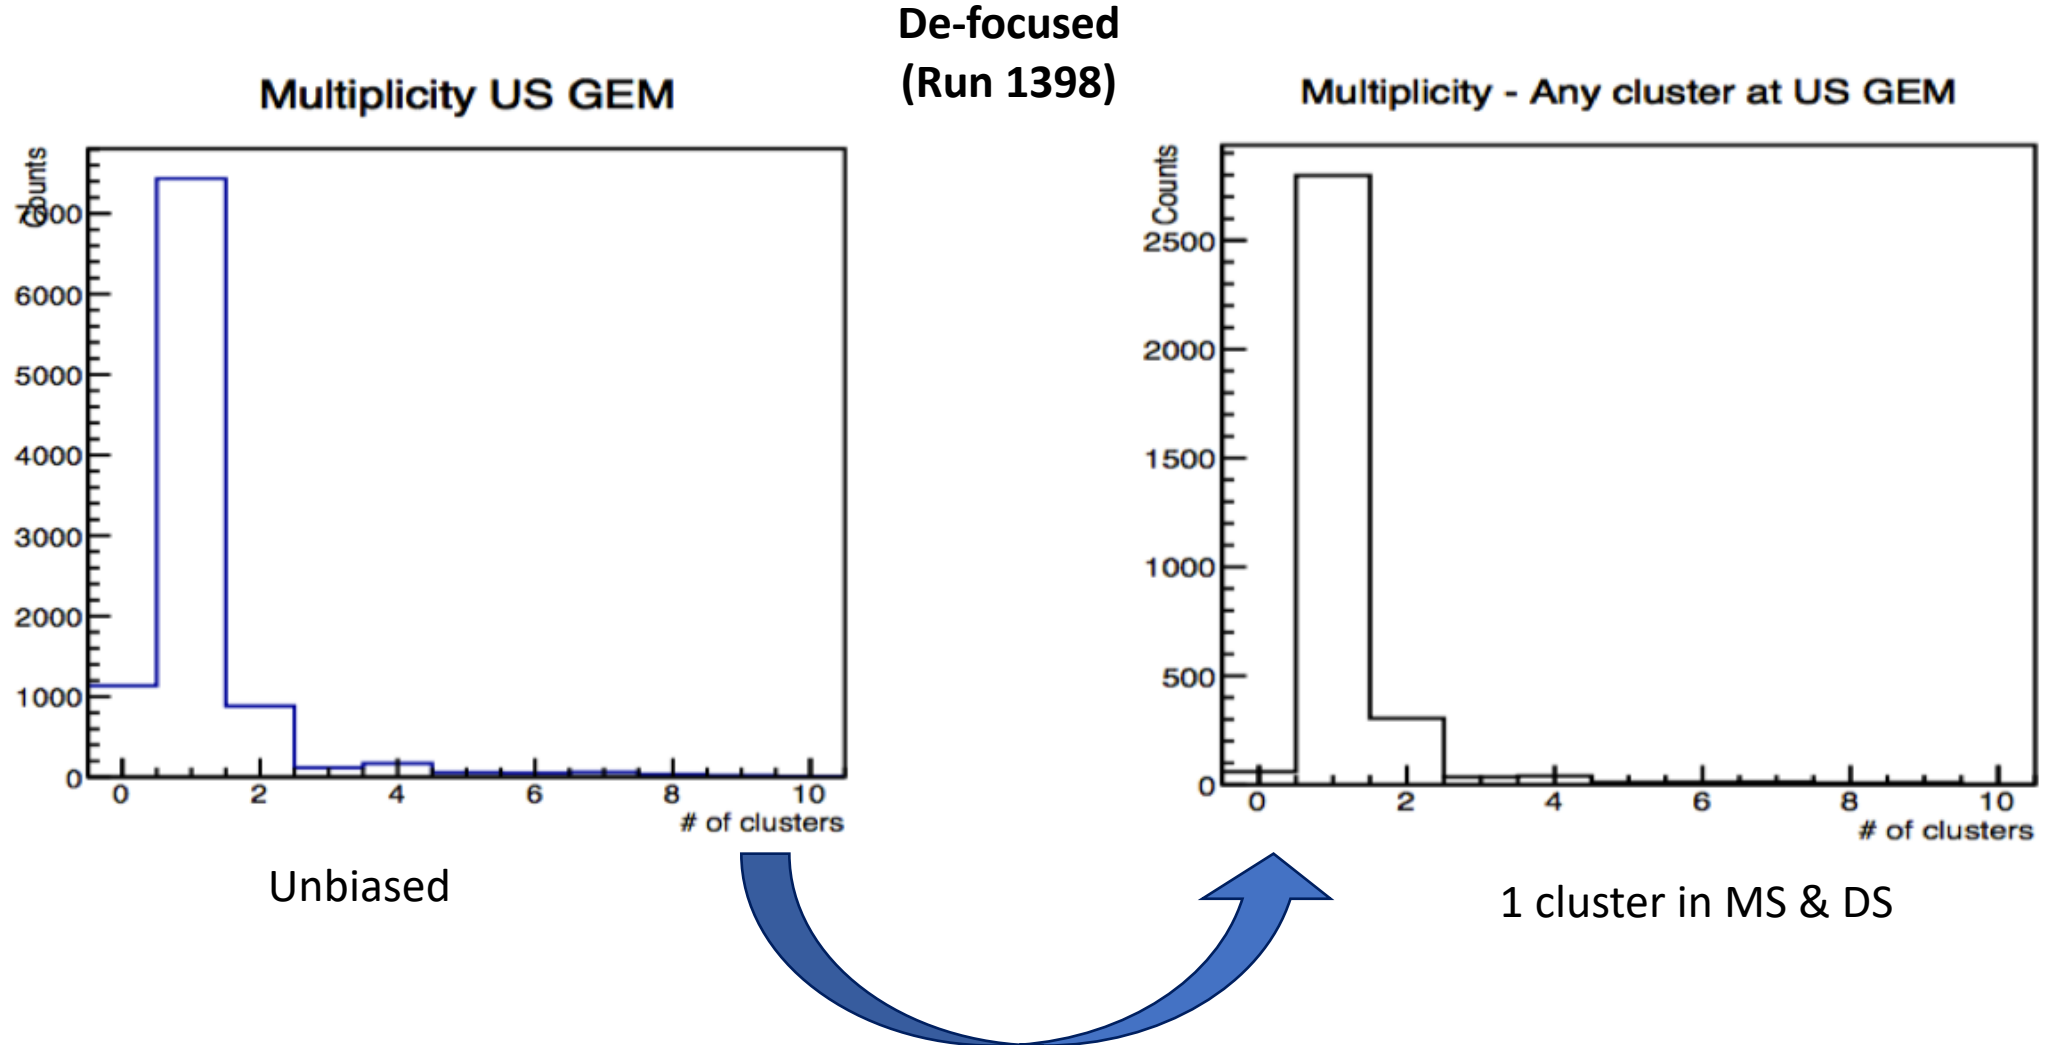 De-focused
(Run 1398)
Multiplicity US GEM
Counts
7000
6000
5000
4000
3000
2000
1000
0
0 2 4 6 8 10
# of clusters
Unbiased
Multiplicity - Any cluster at US GEM
Counts
2500
2000
1500
1000
500
0
0 2 4 6 8 10
# of clusters
1 cluster in MS & DS